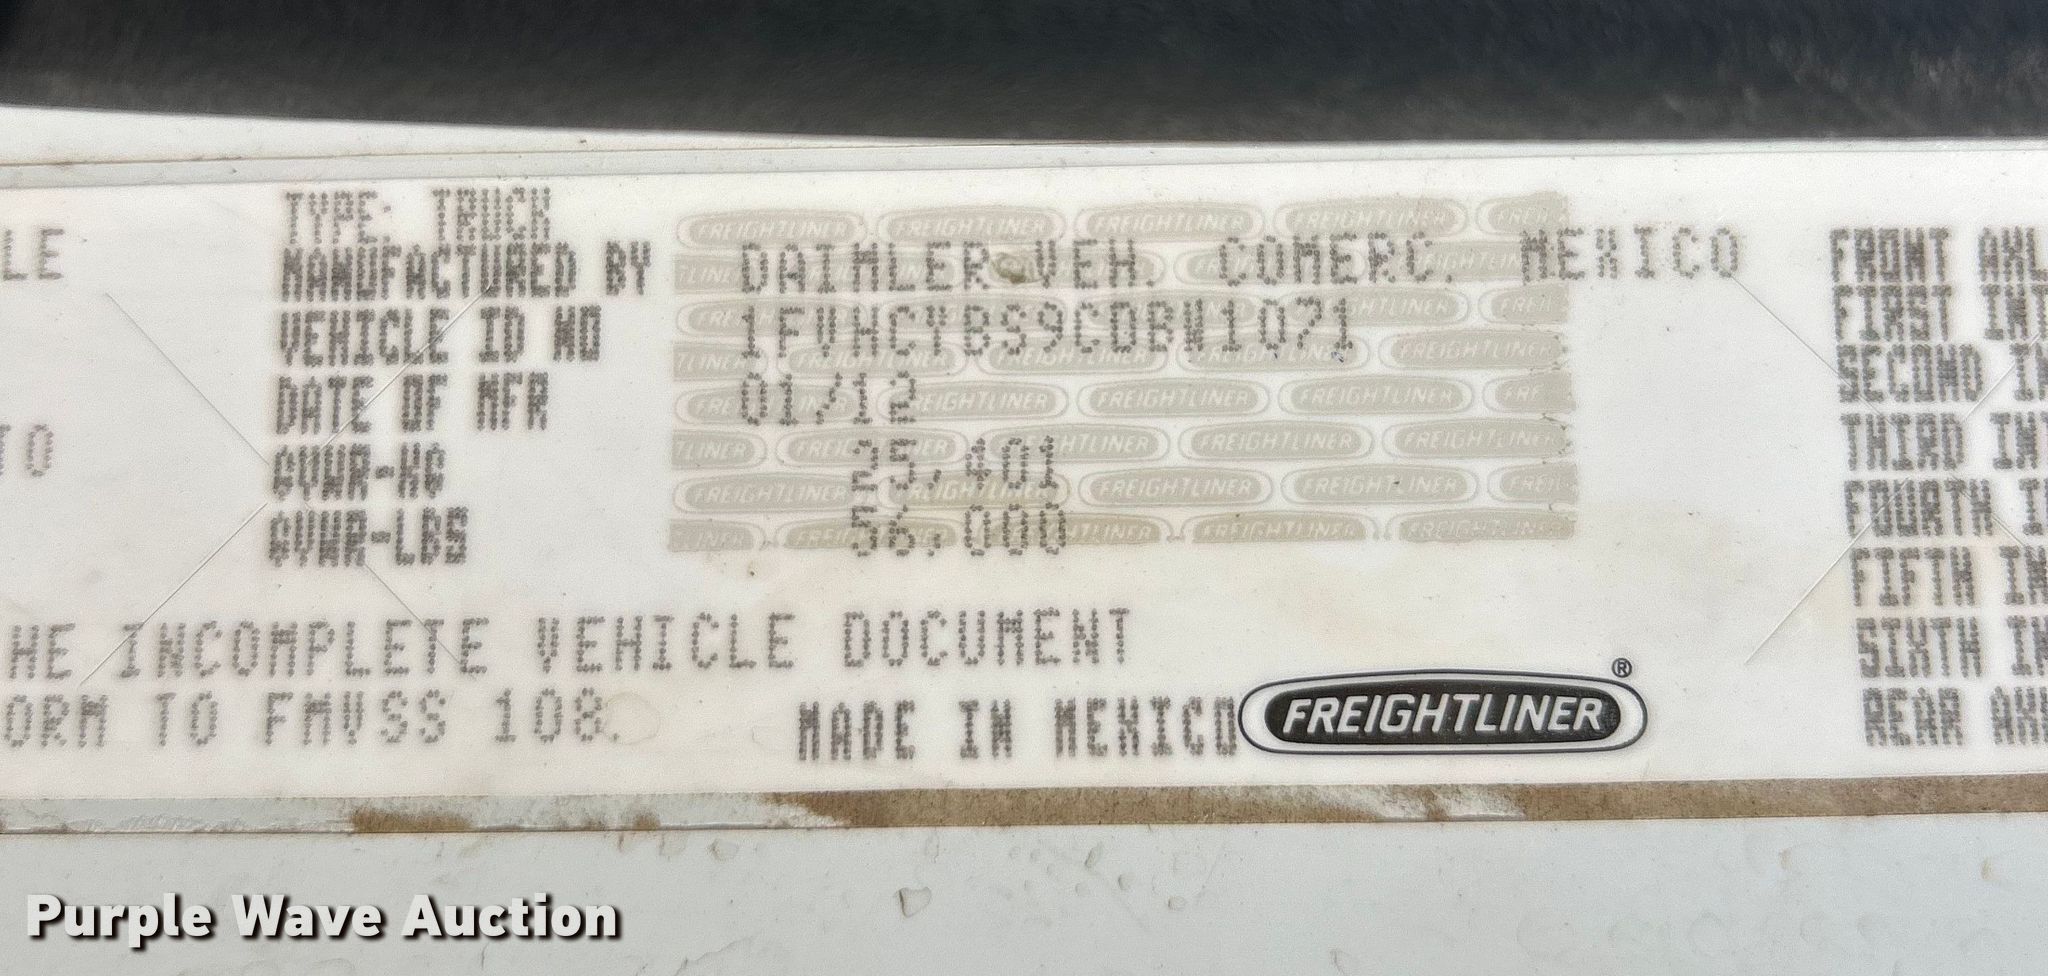 LE
TYPE: TRUCK
MANUFACTURED BY DAIMLER VEH. COMERC. MEXICO
VEHICLE ID NO 1FVHCYBS9CDBW1071
DATE OF MFR 01/12
TO
GVWR-KG 25,401
GVWR-LBS 56,000
HE INCOMPLETE VEHICLE DOCUMENT
ORM TO FMVSS 108.
MADE IN MEXICO
FREIGHTLINER®
FRONT AXL
FIRST INT
SECOND IN
THIRD INT
FOURTH I
FIFTH IN
SIXTH IN
REAR AX
Purple Wave Auction